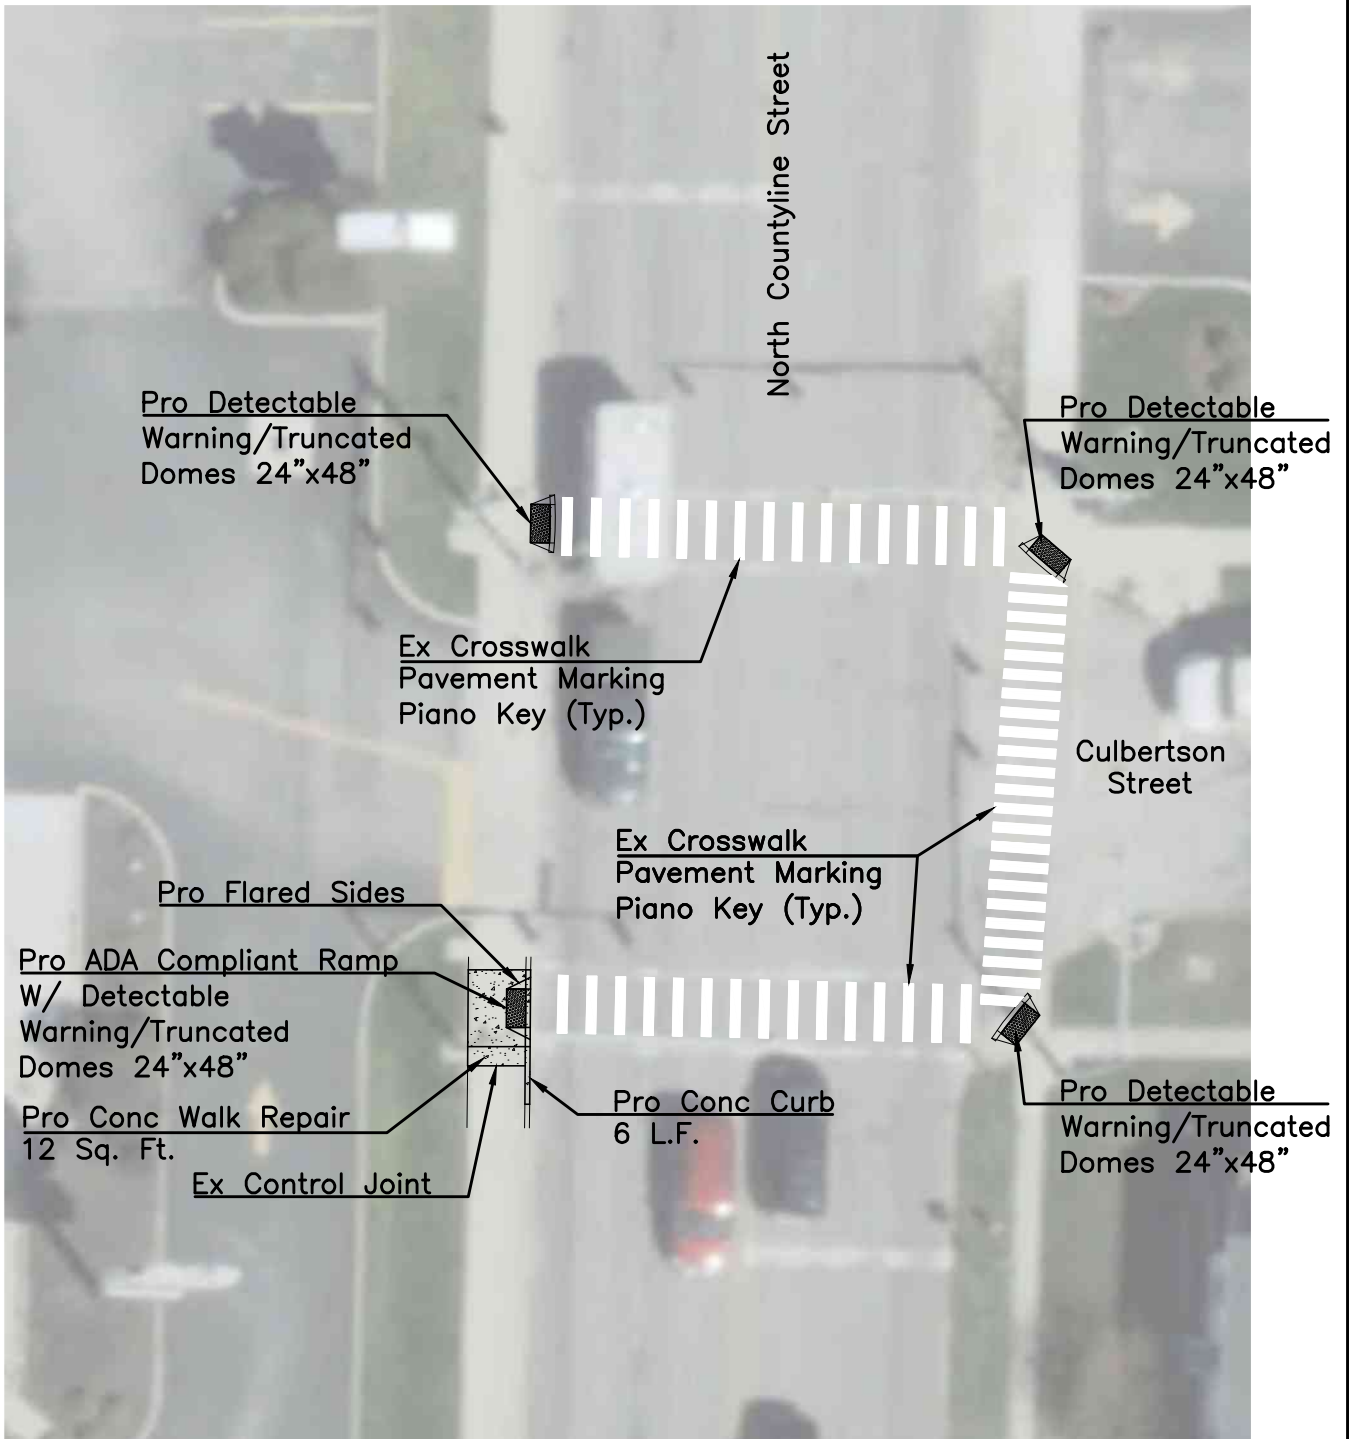 North Countyline Street
Pro Detectable
Warning/Truncated
Domes 24"x48"
Pro Detectable
Warning/Truncated
Domes 24"x48"
Ex Crosswalk
Pavement Marking
Piano Key (Typ.)
Culbertson
Street
Ex Crosswalk
Pavement Marking
Piano Key (Typ.)
Pro Flared Sides
Pro ADA Compliant Ramp
W/ Detectable
Warning/Truncated
Domes 24"x48"
Pro Conc Walk Repair
12 Sq. Ft.
Ex Control Joint
Pro Conc Curb
6 L.F.
Pro Detectable
Warning/Truncated
Domes 24"x48"